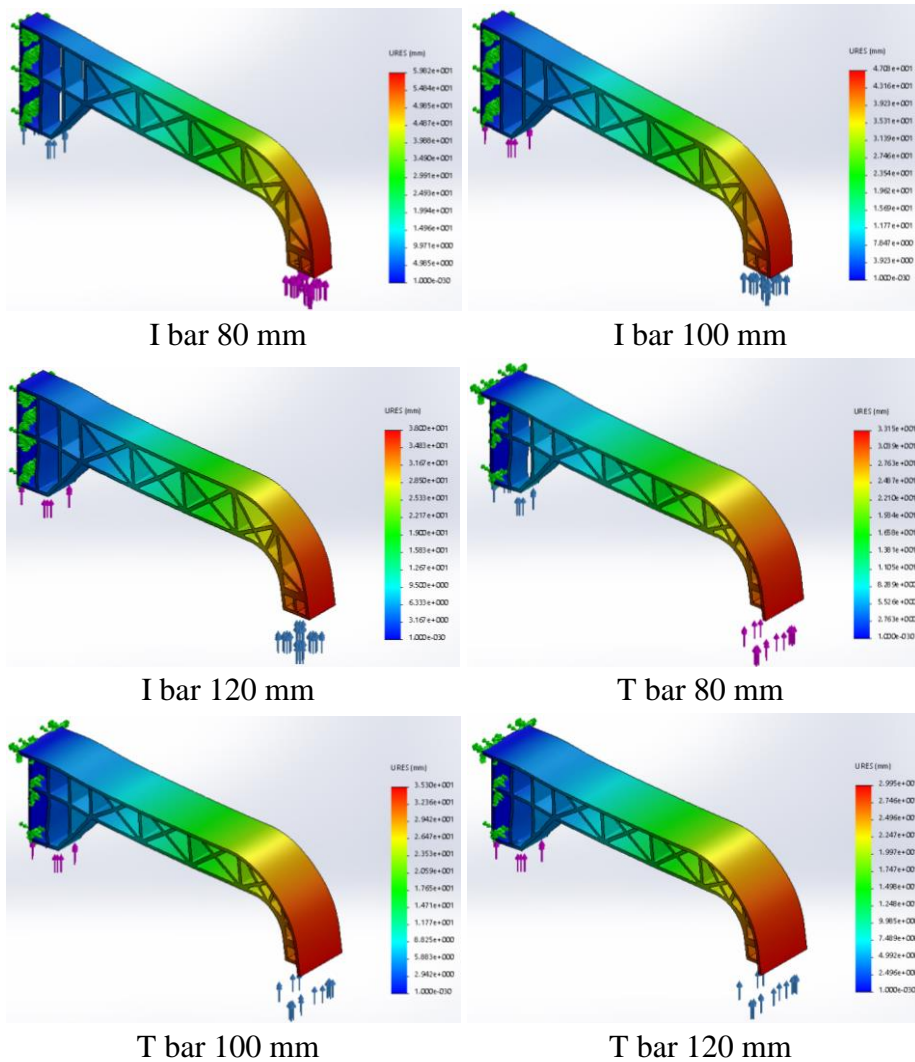 URES (mm)
5.982e+001
5.484e+001
4.985e+001
4.487e+001
3.988e+001
3.490e+001
2.991e+001
2.493e+001
1.994e+001
1.496e+001
9.971e+000
4.985e+000
1.000e-030
I bar 80 mm
URES (mm)
4.708e+001
4.316e+001
3.923e+001
3.531e+001
3.139e+001
2.746e+001
2.354e+001
1.962e+001
1.569e+001
1.177e+001
7.847e+000
3.923e+000
1.000e-030
I bar 100 mm
URES (mm)
3.800e+001
3.483e+001
3.167e+001
2.850e+001
2.533e+001
2.217e+001
1.900e+001
1.583e+001
1.267e+001
9.500e+000
6.333e+000
3.167e+000
1.000e-030
I bar 120 mm
URES (mm)
3.315e+001
3.039e+001
2.763e+001
2.487e+001
2.210e+001
1.934e+001
1.658e+001
1.381e+001
1.105e+001
8.289e+000
5.526e+000
2.763e+000
1.000e-030
T bar 80 mm
URES (mm)
3.530e+001
3.236e+001
2.942e+001
2.647e+001
2.353e+001
2.059e+001
1.765e+001
1.471e+001
1.177e+001
8.825e+000
5.883e+000
2.942e+000
1.000e-030
T bar 100 mm
URES (mm)
2.995e+001
2.746e+001
2.496e+001
2.247e+001
1.997e+001
1.747e+001
1.498e+001
1.248e+001
9.985e+000
7.489e+000
4.992e+000
2.496e+000
1.000e-030
T bar 120 mm